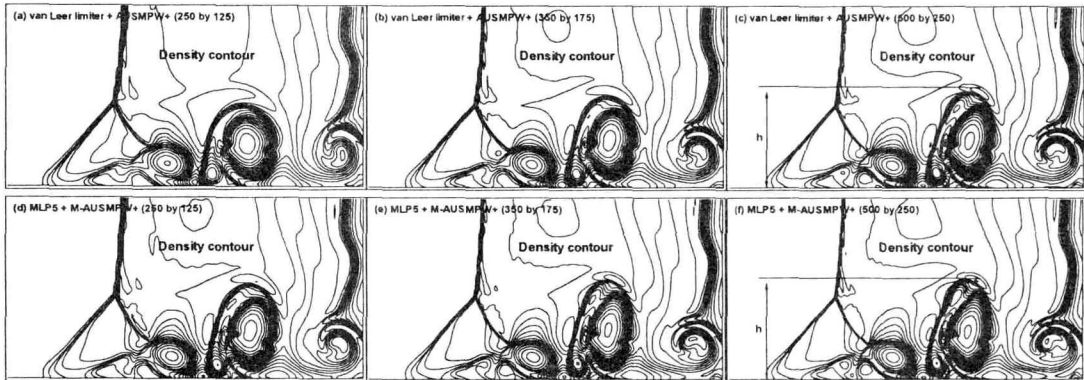 (a) van Leer limiter + AUSMPW+ (250 by 125)
Density contour
(b) van Leer limiter + AUSMPW+ (350 by 175)
Density contour
(c) van Leer limiter + AUSMPW+ (500 by 250)
Density contour
h
(d) MLP5 + M-AUSMPW+ (250 by 125)
Density contour
(e) MLP5 + M-AUSMPW+ (350 by 175)
Density contour
(f) MLP5 + M-AUSMPW+ (500 by 250)
Density contour
h